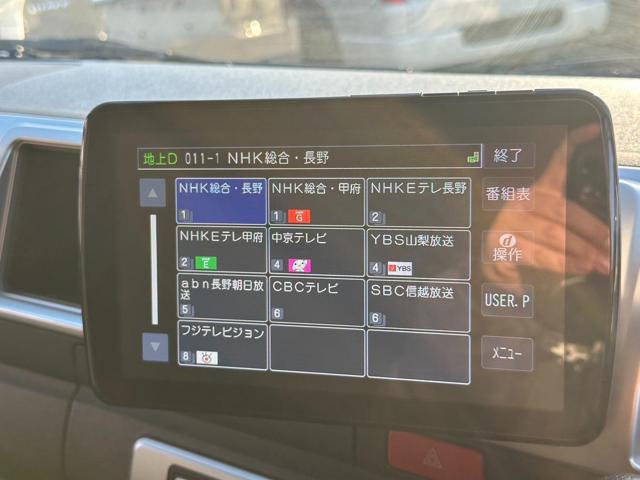 地上D 011-1 NHK総合・長野
終了
NHK総合・長野
1
NHK総合・甲府
1 G
NHKEテレ長野
2
番組表
NHKEテレ甲府
2 E
中京テレビ
4
YBS山梨放送
4 YBS
d
操作
abn長野朝日放
送
5
CBCテレビ
6
SBC信越放送
6
USER.P
フジテレビジョン
8
メニュー